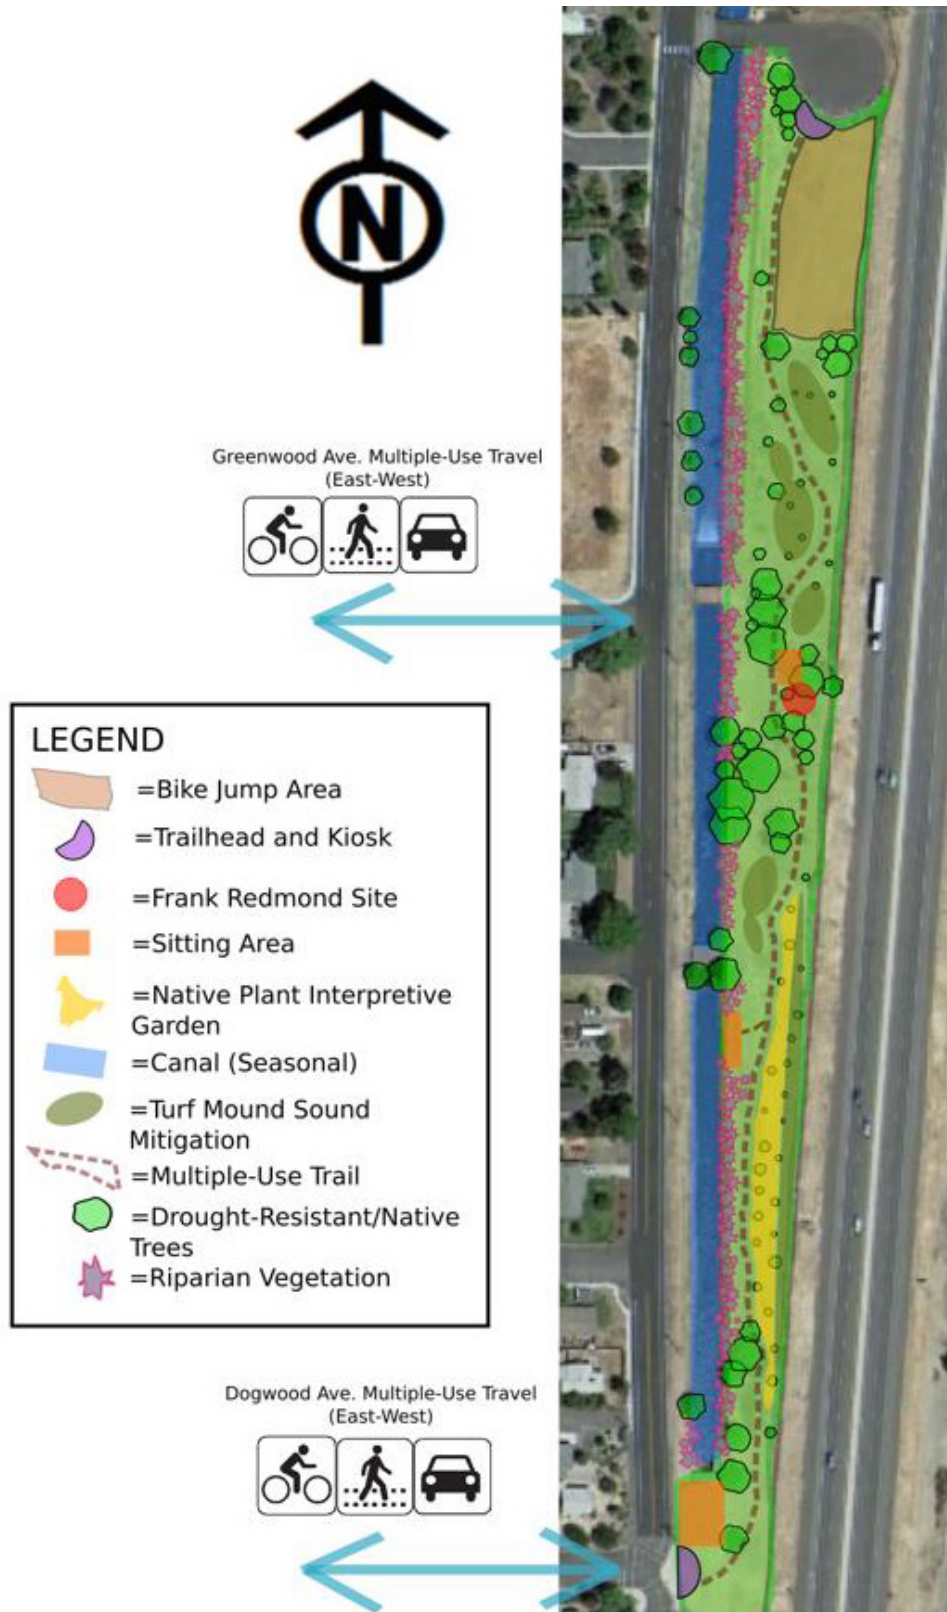 N
Greenwood Ave. Multiple-Use Travel
(East-West)
LEGEND
=Bike Jump Area
=Trailhead and Kiosk
=Frank Redmond Site
=Sitting Area
=Native Plant Interpretive
Garden
=Canal (Seasonal)
=Turf Mound Sound
Mitigation
=Multiple-Use Trail
=Drought-Resistant/Native
Trees
=Riparian Vegetation
Dogwood Ave. Multiple-Use Travel
(East-West)